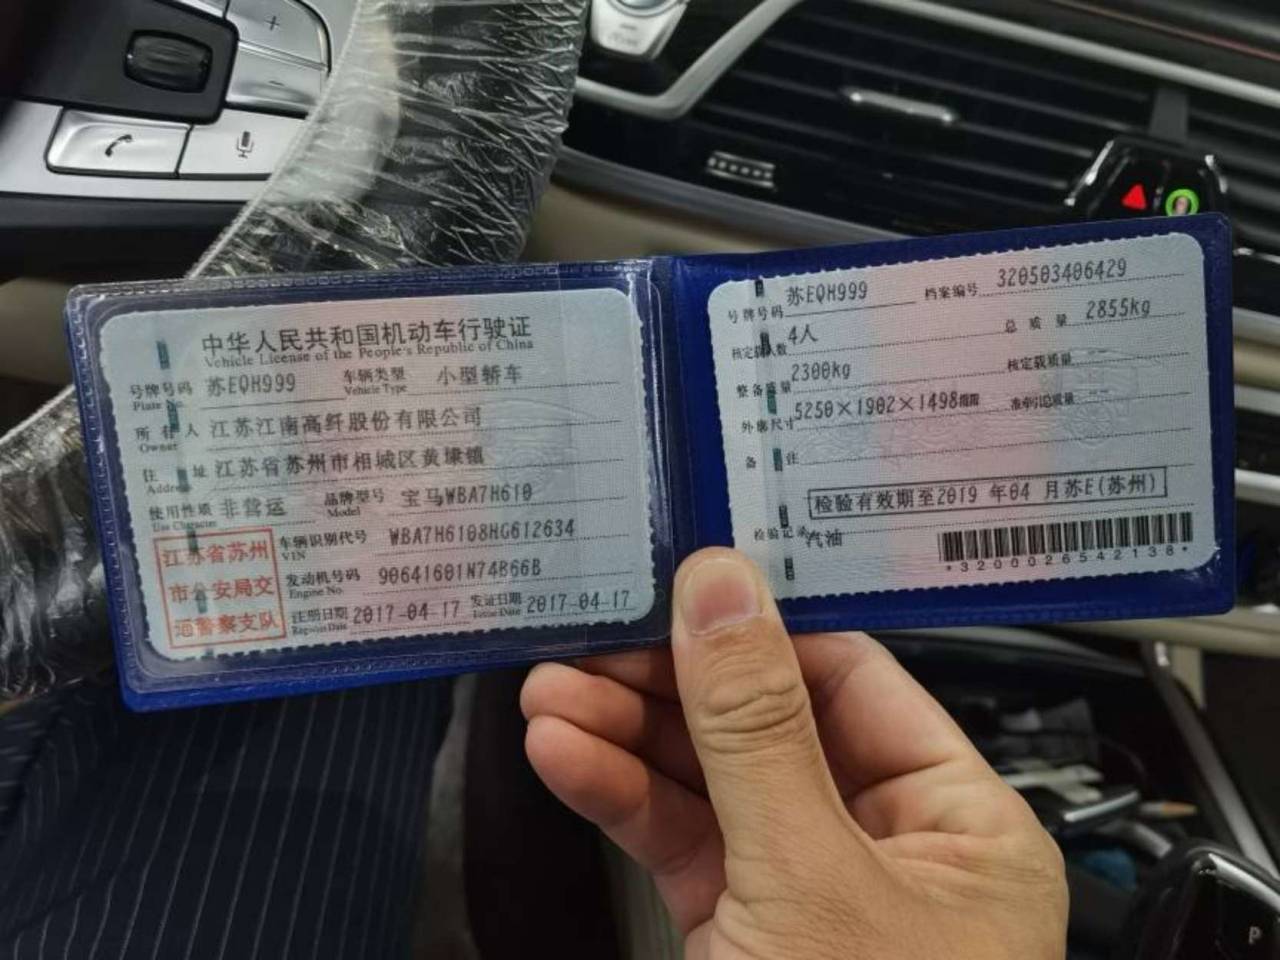 中华人民共和国机动车行驶证
Vehicle License of the People's Republic of China
号牌号码 苏EQH999 车辆类型 小型轿车
Plate No. Vehicle Type
所有人 江苏江南高纤股份有限公司
Owner
住址 江苏省苏州市相城区黄埭镇
Address
使用性质 非营运 品牌型号 宝马WBA7H610
Use Character Model
车辆识别代号 WBA7H6108HG612634
VIN
发动机号码 90641601N74B66B
Engine No.
注册日期 2017-04-17 发证日期 2017-04-17
Register Date Issue Date
江苏省苏州
市公安局交
通警察支队
号牌号码 苏EQH999 档案编号 320503406429
核定载人数 4人 总质量 2855kg
整备质量 2300kg 核定载质量
外廓尺寸 5250×1902×1498 准牵引总质量
备注
检验有效期至2019年04月苏E(苏州)
检验记录 汽油
*3200026542138*
P